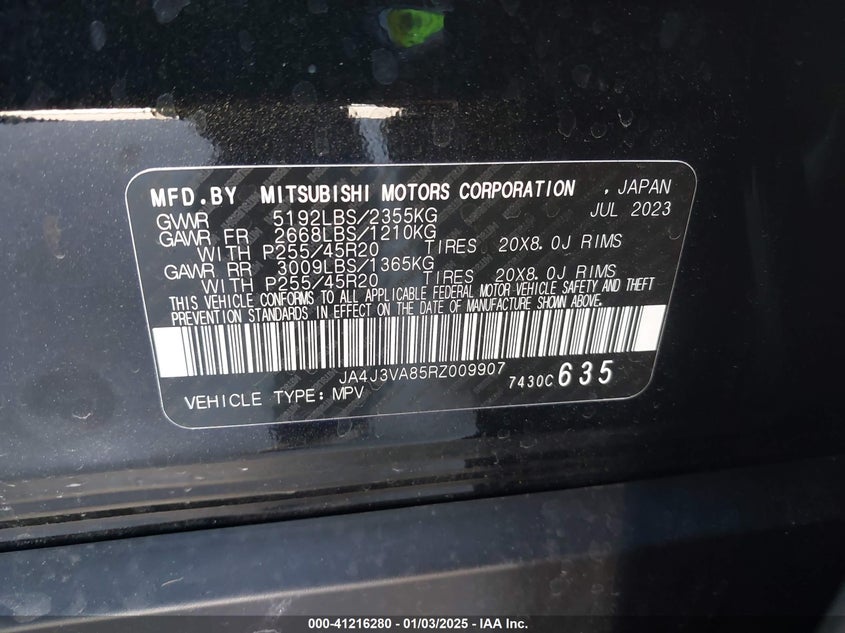 MFD.BY MITSUBISHI MOTORS CORPORATION , JAPAN
GVWR 5192LBS/2355KG JUL 2023
GAWR FR 2668LBS/1210KG
WITH P255/45R20 TIRES 20X8.0J RIMS
GAWR RR 3009LBS/1365KG
WITH P255/45R20 TIRES 20X8.0J RIMS
THIS VEHICLE CONFORMS TO ALL APPLICABLE FEDERAL MOTOR VEHICLE SAFETY AND THEFT
PREVENTION STANDARDS IN EFFECT ON THE DATE OF MANUFACTURE SHOWN ABOVE.
JA4J3VA85RZ009907
VEHICLE TYPE: MPV 7430C 635
000-41216280 - 01/03/2025 - IAA Inc.